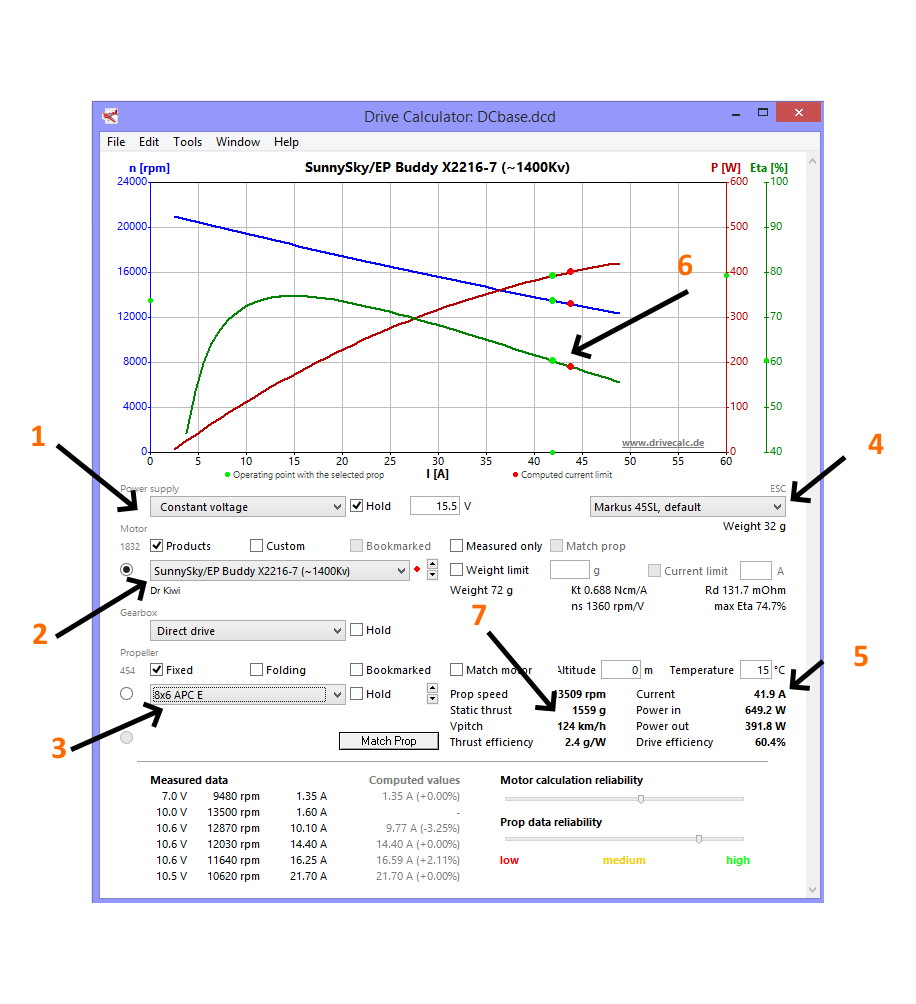 Drive Calculator: DCbase.dcd
File Edit Tools Window Help
n [rpm] SunnySky/EP Buddy X2216-7 (~1400Kv) P [W] Eta [%]
24000 600 100
20000 500 90
16000 400 80
6
12000 300 70
8000 200 60
4000 100 50
www.drivecalc.de
0 0 40
0 5 10 15 20 25 30 35 40 45 50 55 60
1
4
Operating point with the selected prop I [A] Computed current limit
Power supply ESC
Constant voltage Hold 15.5 V Markus 45SL, default
Weight 32 g
Motor
1832 Products Custom Bookmarked Measured only Match prop
SunnySky/EP Buddy X2216-7 (~1400Kv) Weight limit g Current limit A
Dr Kiwi Weight 72 g Kt 0.688 Ncm/A Rd 131.7 mOhm
ns 1360 rpm/V max Eta 74.7%
2
7
Gearbox
Direct drive Hold
Propeller
5
454 Fixed Folding Bookmarked Match motor Altitude 0 m Temperature 15 °C
8x6 APC E Hold Prop speed 13509 rpm Current 41.9 A
Static thrust 1559 g Power in 649.2 W
Vpitch 124 km/h Power out 391.8 W
3
Match Prop Thrust efficiency 2.4 g/W Drive efficiency 60.4%
Measured data Computed values Motor calculation reliability
7.0 V 9480 rpm 1.35 A 1.35 A (+0.00%)
10.0 V 13500 rpm 1.60 A -
10.6 V 12870 rpm 10.10 A 9.77 A (-3.25%) Prop data reliability
10.6 V 12030 rpm 14.40 A 14.40 A (+0.00%)
10.6 V 11640 rpm 16.25 A 16.59 A (+2.11%) low medium high
10.5 V 10620 rpm 21.70 A 21.70 A (+0.00%)